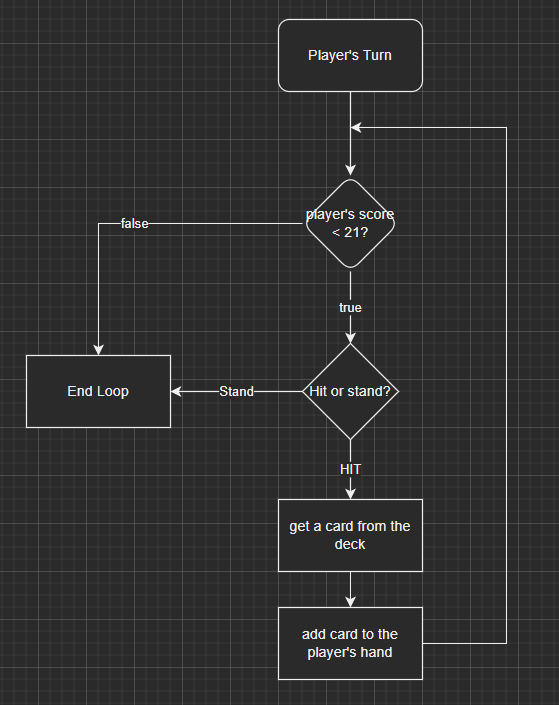 Player's Turn
player's score
< 21?
false
true
End Loop
Stand
Hit or stand?
HIT
get a card from the
deck
add card to the
player's hand